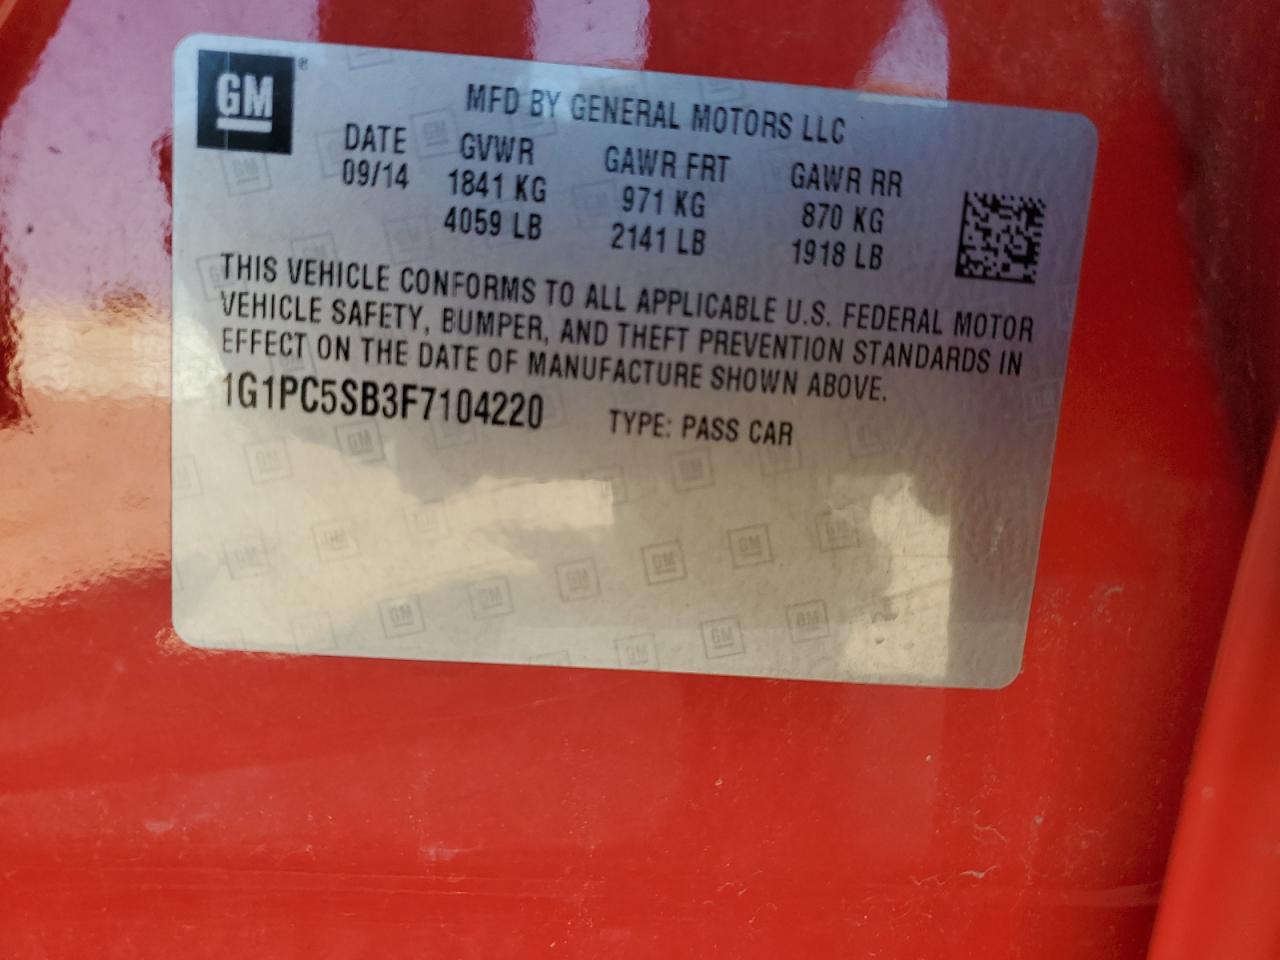 GM®
MFD BY GENERAL MOTORS LLC
DATE GVWR GAWR FRT GAWR RR
09/14 1841 KG 971 KG 870 KG
4059 LB 2141 LB 1918 LB
THIS VEHICLE CONFORMS TO ALL APPLICABLE U.S. FEDERAL MOTOR
VEHICLE SAFETY, BUMPER, AND THEFT PREVENTION STANDARDS IN
EFFECT ON THE DATE OF MANUFACTURE SHOWN ABOVE.
1G1PC5SB3F7104220 TYPE: PASS CAR